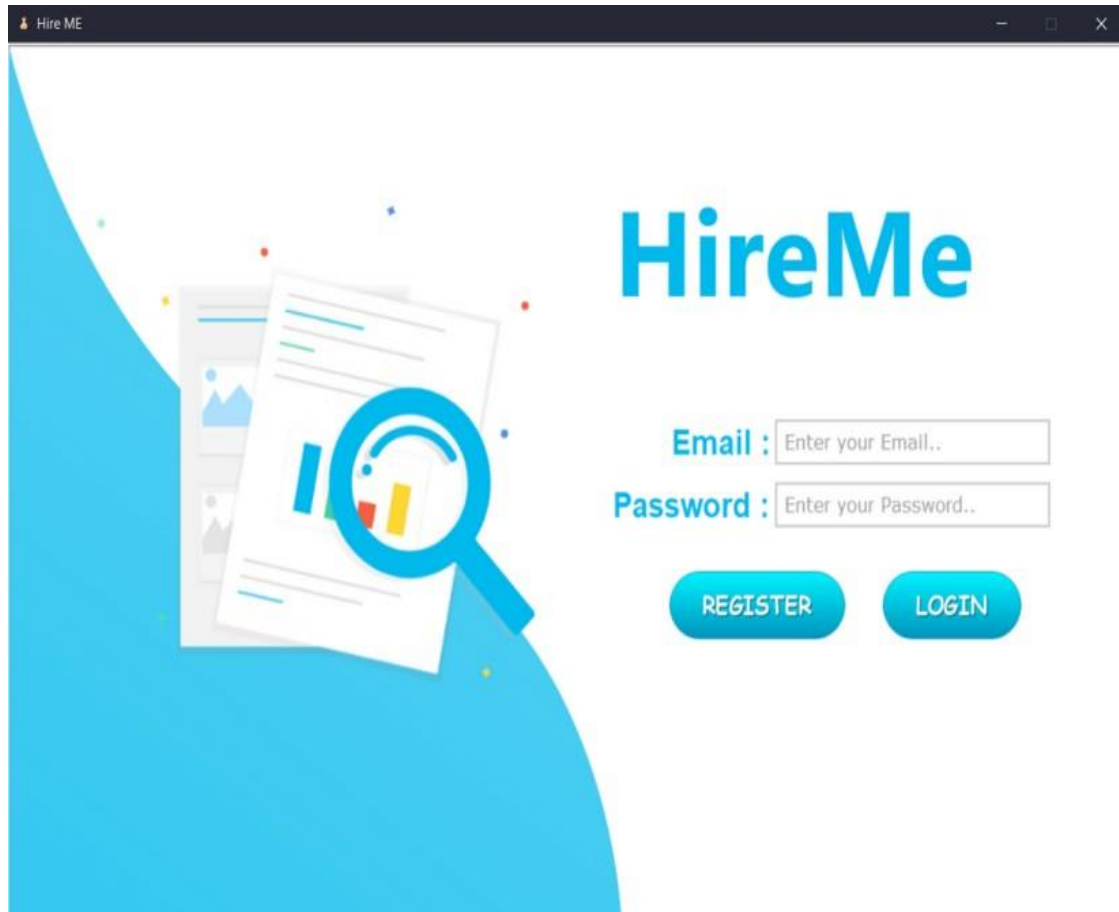 Hire ME
HireMe
Email : Enter your Email..
Password : Enter your Password..
REGISTER LOGIN